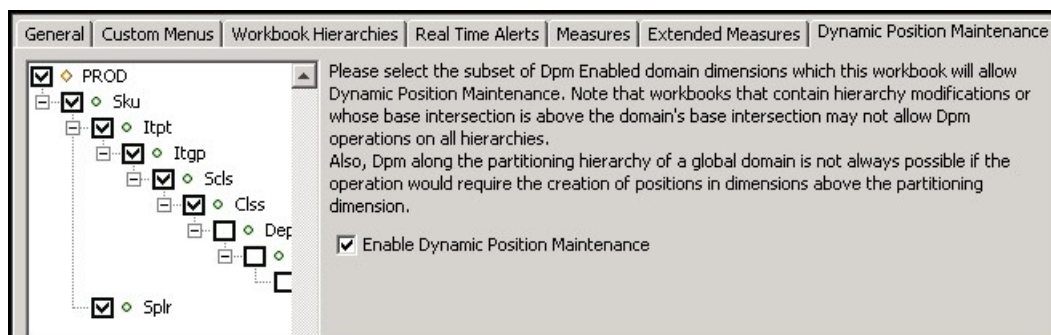 General Custom Menus Workbook Hierarchies Real Time Alerts Measures Extended Measures Dynamic Position Maintenance
PROD
Sku
Itpt
Itgp
Scls
Clss
Dep
Splr
Please select the subset of Dpm Enabled domain dimensions which this workbook will allow
Dynamic Position Maintenance. Note that workbooks that contain hierarchy modifications or
whose base intersection is above the domain's base intersection may not allow Dpm
operations on all hierarchies.
Also, Dpm along the partitioning hierarchy of a global domain is not always possible if the
operation would require the creation of positions in dimensions above the partitioning
dimension.
Enable Dynamic Position Maintenance